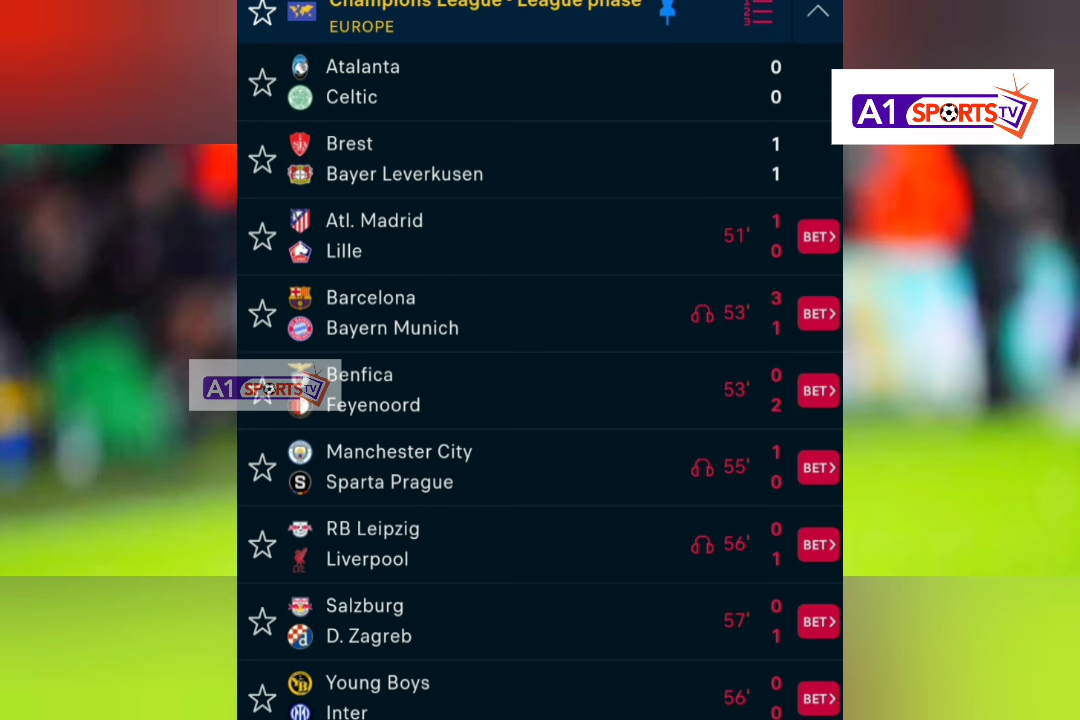 Champions League - League phase
EUROPE
1
2
3
Atalanta 0
Celtic 0
A1 SPORTS TV
Brest 1
Bayer Leverkusen 1
Atl. Madrid 1
51' BET
Lille 0
Barcelona 3
53' BET
Bayern Munich 1
Benfica 0
A1 SPORTS TV
53' BET
Feyenoord 2
Manchester City 1
55' BET
Sparta Prague 0
RB Leipzig 0
56' BET
Liverpool 1
Salzburg 0
57' BET
D. Zagreb 1
Young Boys 0
56' BET
Inter 0